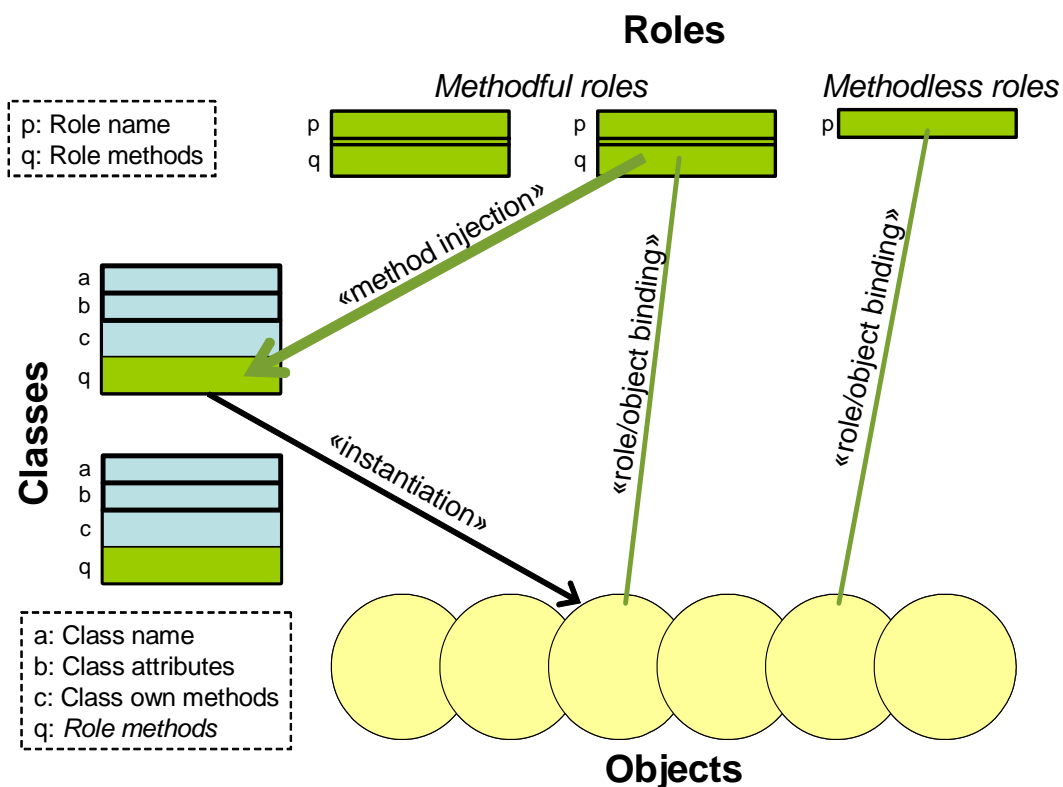 Roles
Methodful roles
Methodless roles
p: Role name
q: Role methods
p
q
p
q
p
«method injection»
«role/object binding»
«role/object binding»
Classes
a
b
c
q
«instantiation»
a
b
c
q
a: Class name
b: Class attributes
c: Class own methods
q: Role methods
Objects